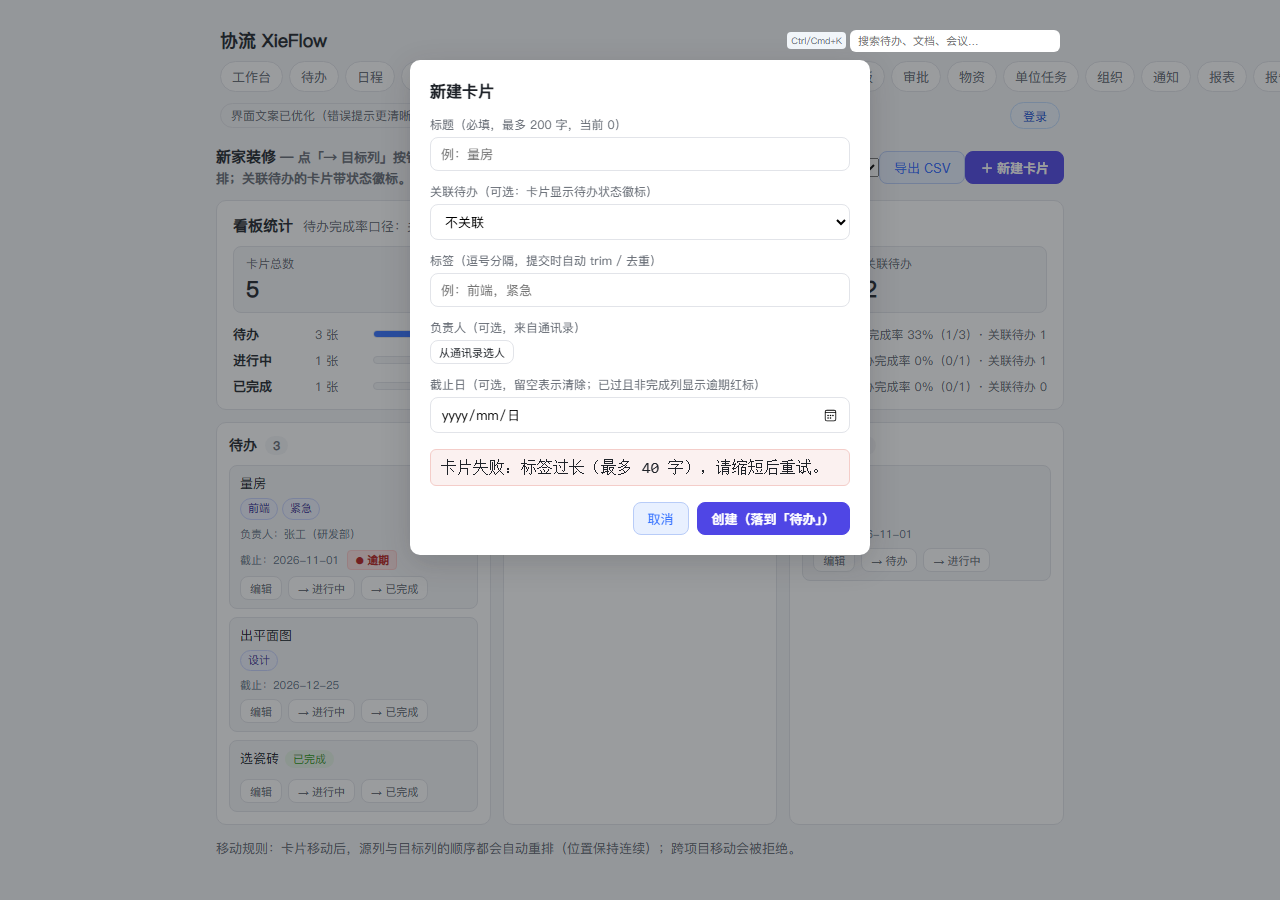 协流 XieFlow
Ctrl/Cmd+K
搜索待办、文档、会议...
工作台 待办 日程 审批 物资 单位任务 组织 通知 报表
界面文案已优化（错误提示更清晰
登录
新家装修 — 点「→ 目标列」按
排；关联待办的卡片带状态徽标。
导出 CSV
＋ 新建卡片
看板统计 待办完成率口径：
卡片总数
5
关联待办
2
待办 3 张
完成率 33%（1/3）· 关联待办 1
进行中 1 张
完成率 0%（0/1）· 关联待办 1
已完成 1 张
完成率 0%（0/1）· 关联待办 0
新建卡片
标题（必填，最多 200 字，当前 0）
例：量房
关联待办（可选：卡片显示待办状态徽标）
不关联
标签（逗号分隔，提交时自动 trim / 去重）
例：前端，紧急
负责人（可选，来自通讯录）
从通讯录选人
截止日（可选，留空表示清除；已过且非完成列显示逾期红标）
yyyy/mm/日
卡片失败：标签过长（最多 40 字），请缩短后重试。
取消
创建（落到「待办」）
待办 3
量房
前端 紧急
负责人：张工（研发部）
截止：2026-11-01 ● 逾期
编辑 → 进行中 → 已完成
出平面图
设计
截止：2026-12-25
编辑 → 进行中 → 已完成
选瓷砖 已完成
编辑 → 进行中 → 已完成
-11-01
编辑 → 待办 → 进行中
移动规则：卡片移动后，源列与目标列的顺序都会自动重排（位置保持连续）；跨项目移动会被拒绝。